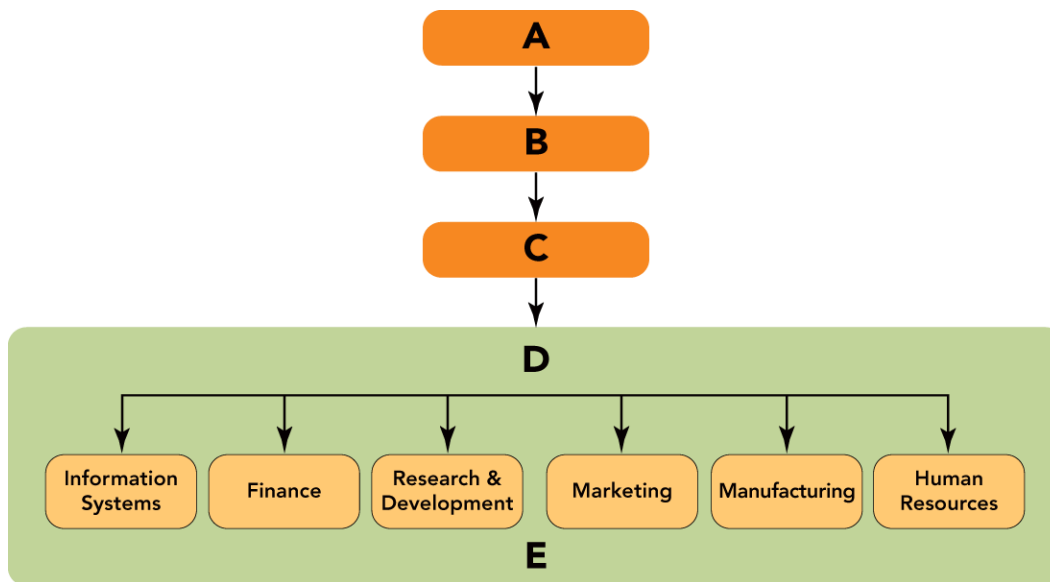 A
B
C
D
Information
Systems
Finance
Research &
Development
Marketing
Manufacturing
Human
Resources
E